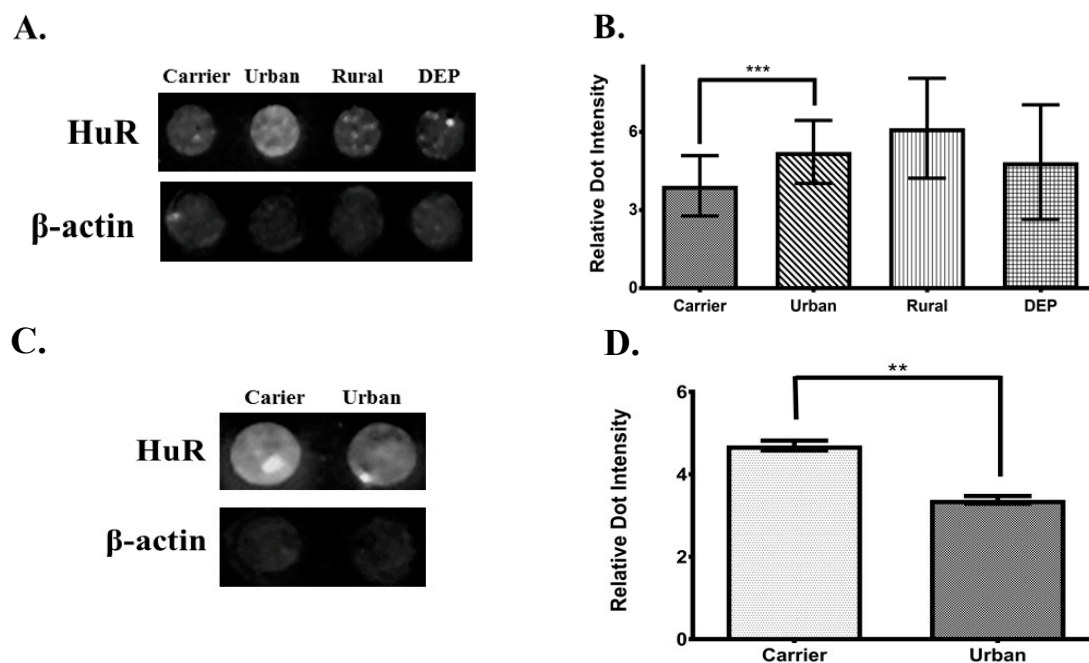 A.
Carrier Urban Rural DEP
HuR
β-actin
B.
***
Relative Dot Intensity
6
3
0
Carrier Urban Rural DEP
C.
Carier Urban
HuR
β-actin
D.
**
Relative Dot Intensity
6
4
2
0
Carrier Urban